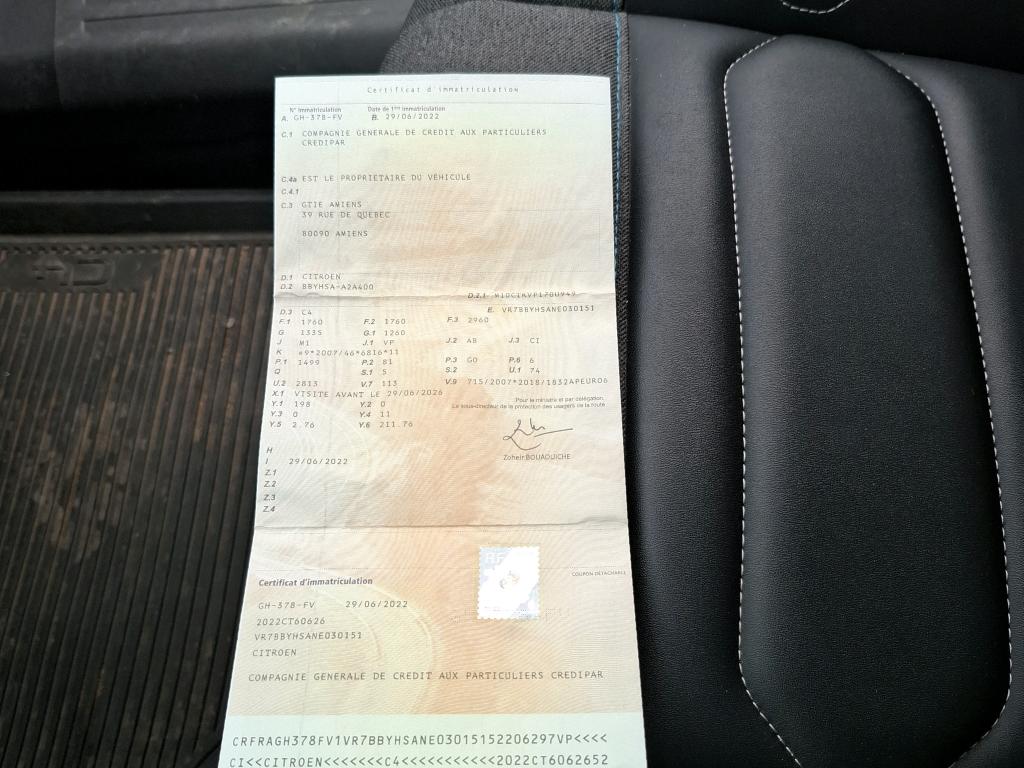 Certificat d'immatriculation
N° Immatriculation Date de 1ère immatriculation
A. GH-378-FV B. 29/06/2022
C.1 COMPAGNIE GENERALE DE CREDIT AUX PARTICULIERS
CREDIPAR
C.4a EST LE PROPRIETAIRE DU VEHICULE
C.4.1
C.3 GTIE AMIENS
39 RUE DE QUEBEC
80090 AMIENS
D.1 CITROEN
D.2 BBYHSA-A2A400
D.2.1
D.3 C4 E. VR7BBYHSANE030151
F.1 1760 F.2 1760 F.3 2960
G 1335 G.1 1260
J M1 J.1 VP J.2 AB J.3 CI
K e9*2007/46*6816*11
P.1 1499 P.2 81 P.3 GO P.6 6
Q S.1 5 S.2 U.1 74
U.2 2813 V.7 113 V.9 715/2007*2018/1832APEURO6
X.1 VISITE AVANT LE 29/06/2026
Y.1 198 Y.2 0
Y.3 0 Y.4 11
Y.5 2.76 Y.6 211.76
Pour le ministre et par délégation,
Le sous-directeur de la protection des usagers de la route
Zoheir BOUAOUICHE
H
I 29/06/2022
Z.1
Z.2
Z.3
Z.4
RF
COUPON DÉTACHABLE
Certificat d'immatriculation
GH-378-FV 29/06/2022
2022CT60626
VR7BBYHSANE030151
CITROEN
COMPAGNIE GENERALE DE CREDIT AUX PARTICULIERS CREDIPAR
CRFRAGH378FV1VR7BBYHSANE03015152206297VP<<<<
CI<<CITROEN<<<<<<<C4<<<<<<<<<<<2022CT6062652
C4